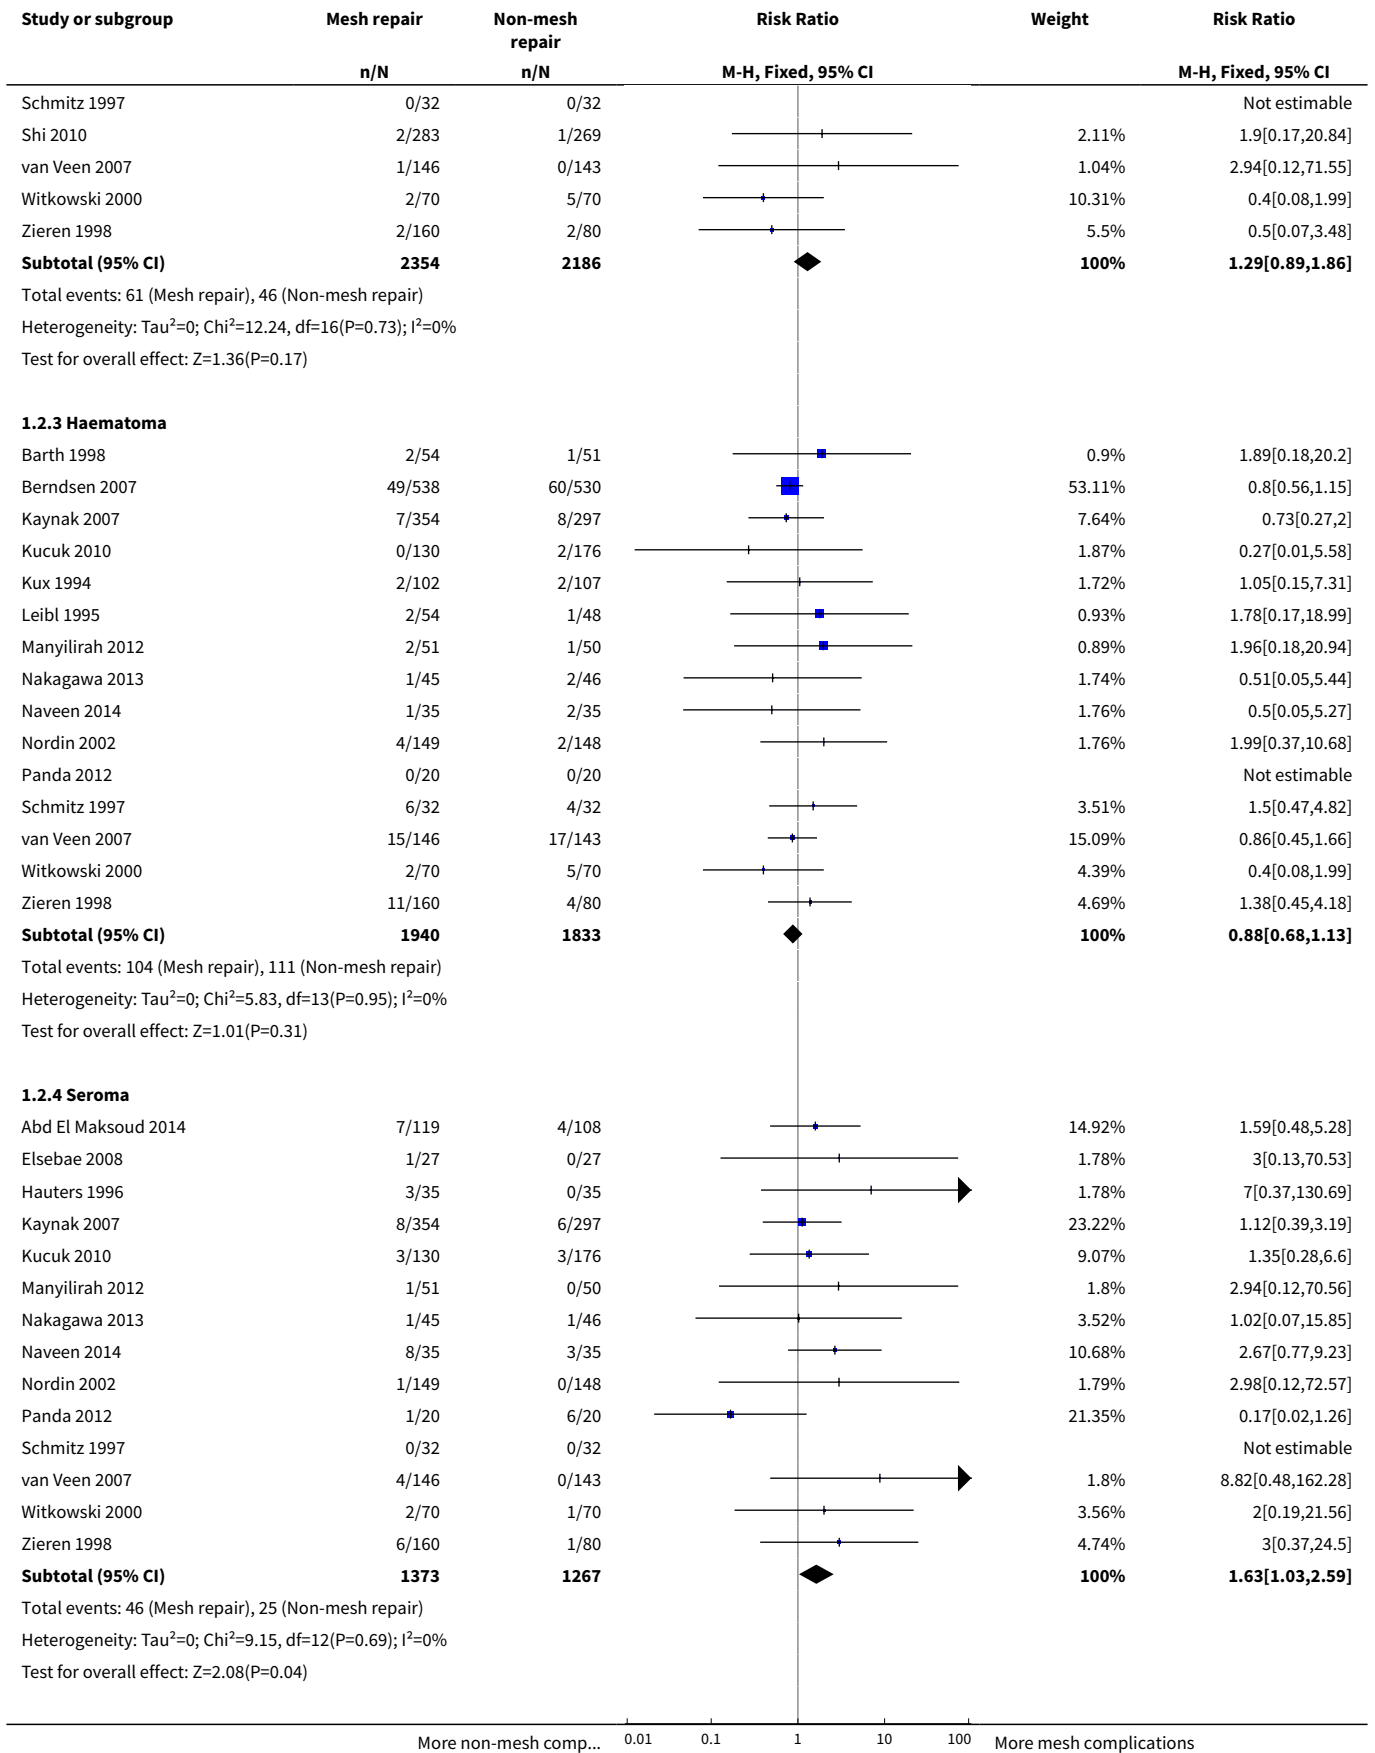 Study or subgroup Mesh repair Non-mesh repair Risk Ratio Weight Risk Ratio
n/N n/N M-H, Fixed, 95% CI M-H, Fixed, 95% CI
Schmitz 1997 0/32 0/32 Not estimable
Shi 2010 2/283 1/269 2.11% 1.9[0.17,20.84]
van Veen 2007 1/146 0/143 1.04% 2.94[0.12,71.55]
Witkowski 2000 2/70 5/70 10.31% 0.4[0.08,1.99]
Zieren 1998 2/160 2/80 5.5% 0.5[0.07,3.48]
Subtotal (95% CI) 2354 2186 100% 1.29[0.89,1.86]
Total events: 61 (Mesh repair), 46 (Non-mesh repair)
Heterogeneity: Tau²=0; Chi²=12.24, df=16(P=0.73); I²=0%
Test for overall effect: Z=1.36(P=0.17)
1.2.3 Haematoma
Barth 1998 2/54 1/51 0.9% 1.89[0.18,20.2]
Berndsen 2007 49/538 60/530 53.11% 0.8[0.56,1.15]
Kaynak 2007 7/354 8/297 7.64% 0.73[0.27,2]
Kucuk 2010 0/130 2/176 1.87% 0.27[0.01,5.58]
Kux 1994 2/102 2/107 1.72% 1.05[0.15,7.31]
Leibl 1995 2/54 1/48 0.93% 1.78[0.17,18.99]
Manyilirah 2012 2/51 1/50 0.89% 1.96[0.18,20.94]
Nakagawa 2013 1/45 2/46 1.74% 0.51[0.05,5.44]
Naveen 2014 1/35 2/35 1.76% 0.5[0.05,5.27]
Nordin 2002 4/149 2/148 1.76% 1.99[0.37,10.68]
Panda 2012 0/20 0/20 Not estimable
Schmitz 1997 6/32 4/32 3.51% 1.5[0.47,4.82]
van Veen 2007 15/146 17/143 15.09% 0.86[0.45,1.66]
Witkowski 2000 2/70 5/70 4.39% 0.4[0.08,1.99]
Zieren 1998 11/160 4/80 4.69% 1.38[0.45,4.18]
Subtotal (95% CI) 1940 1833 100% 0.88[0.68,1.13]
Total events: 104 (Mesh repair), 111 (Non-mesh repair)
Heterogeneity: Tau²=0; Chi²=5.83, df=13(P=0.95); I²=0%
Test for overall effect: Z=1.01(P=0.31)
1.2.4 Seroma
Abd El Maksoud 2014 7/119 4/108 14.92% 1.59[0.48,5.28]
Elsebae 2008 1/27 0/27 1.78% 3[0.13,70.53]
Hauters 1996 3/35 0/35 1.78% 7[0.37,130.69]
Kaynak 2007 8/354 6/297 23.22% 1.12[0.39,3.19]
Kucuk 2010 3/130 3/176 9.07% 1.35[0.28,6.6]
Manyilirah 2012 1/51 0/50 1.8% 2.94[0.12,70.56]
Nakagawa 2013 1/45 1/46 3.52% 1.02[0.07,15.85]
Naveen 2014 8/35 3/35 10.68% 2.67[0.77,9.23]
Nordin 2002 1/149 0/148 1.79% 2.98[0.12,72.57]
Panda 2012 1/20 6/20 21.35% 0.17[0.02,1.26]
Schmitz 1997 0/32 0/32 Not estimable
van Veen 2007 4/146 0/143 1.8% 8.82[0.48,162.28]
Witkowski 2000 2/70 1/70 3.56% 2[0.19,21.56]
Zieren 1998 6/160 1/80 4.74% 3[0.37,24.5]
Subtotal (95% CI) 1373 1267 100% 1.63[1.03,2.59]
Total events: 46 (Mesh repair), 25 (Non-mesh repair)
Heterogeneity: Tau²=0; Chi²=9.15, df=12(P=0.69); I²=0%
Test for overall effect: Z=2.08(P=0.04)
More non-mesh comp... 0.01 0.1 1 10 100 More mesh complications